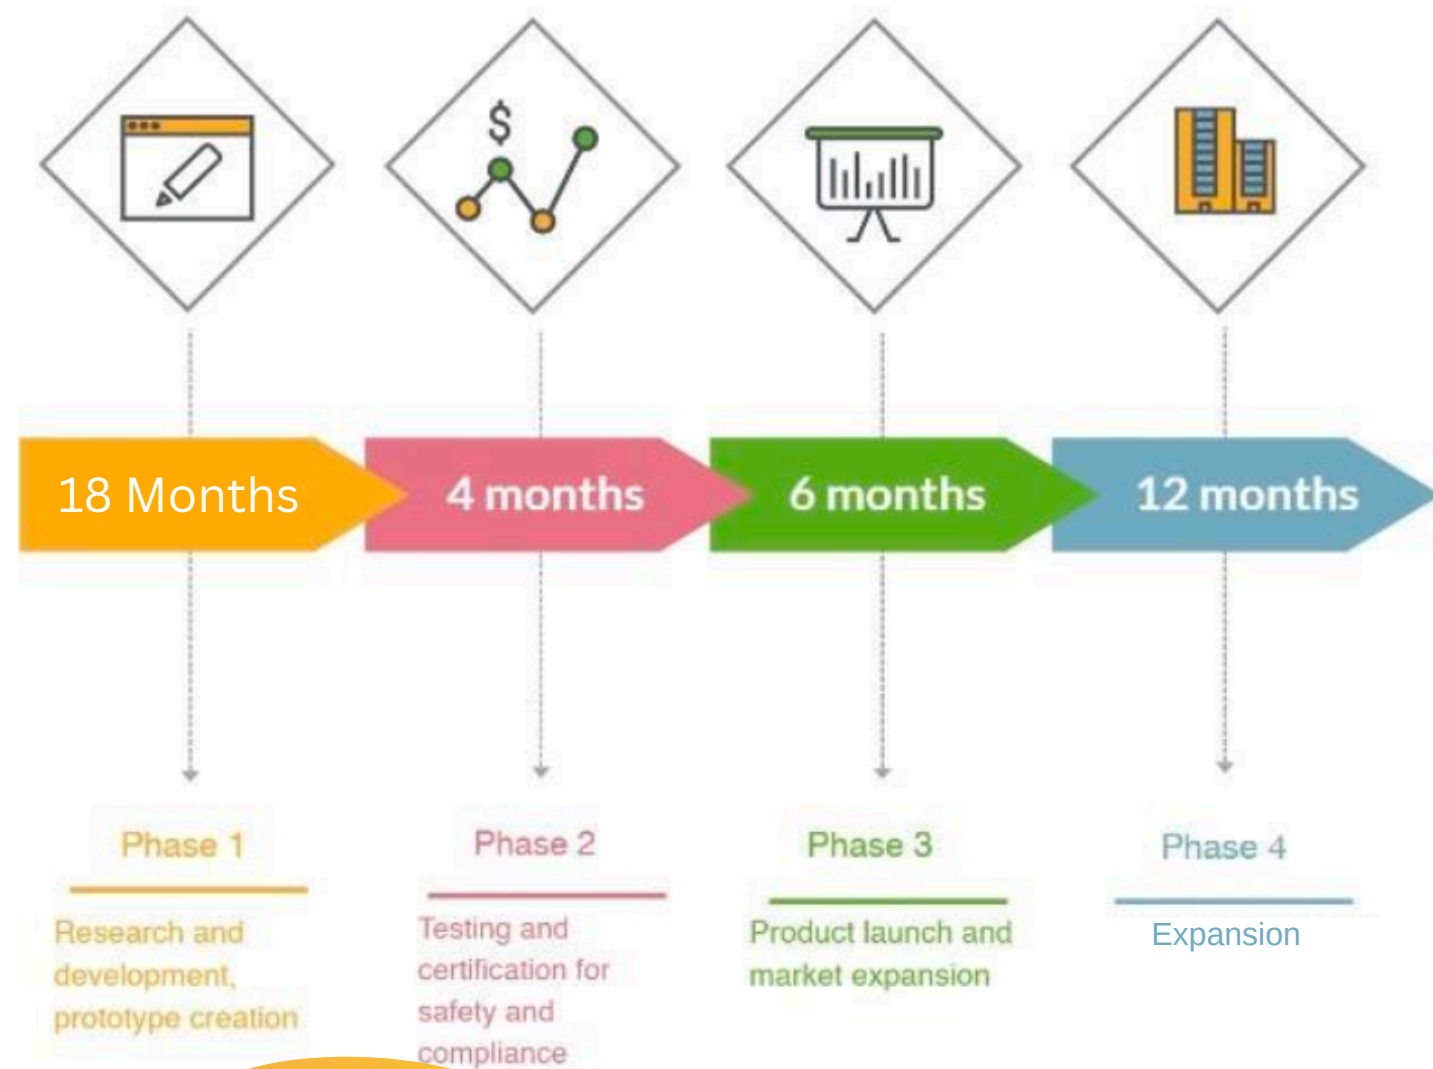 $
18 Months
4 months
6 months
12 months
Phase 1
Research and
development,
prototype creation
Phase 2
Testing and
certification for
safety and
compliance
Phase 3
Product launch and
market expansion
Phase 4
Expansion